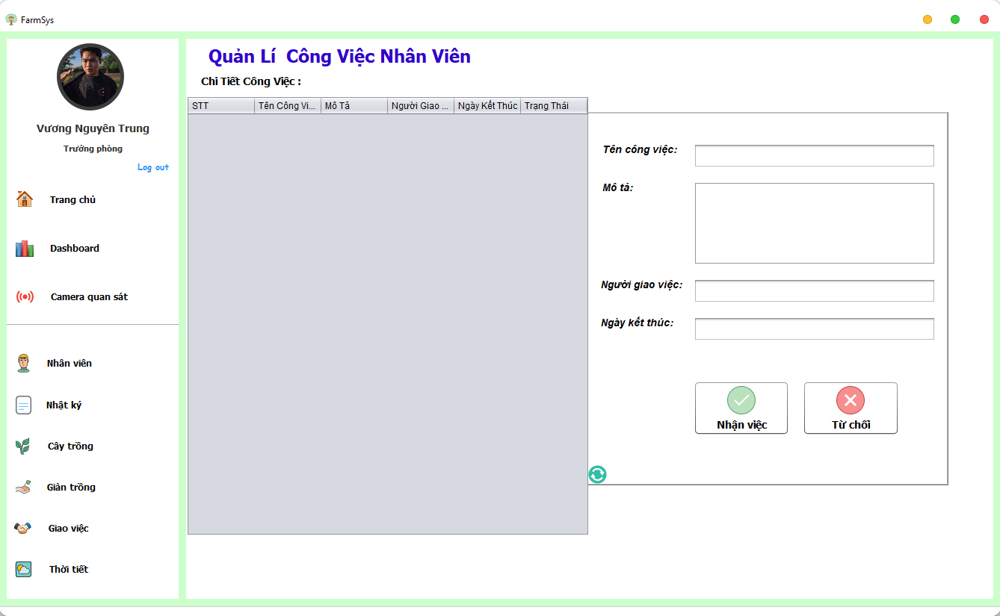 FarmSys
Vương Nguyên Trung
Trưởng phòng
Log out
Trang chủ
Dashboard
Camera quan sát
Nhân viên
Nhật ký
Cây trồng
Giàn trồng
Giao việc
Thời tiết
Quản Lí  Công Việc Nhân Viên
Chi Tiết Công Việc :
STT Tên Công Vi... Mô Tả Người Giao ... Ngày Kết Thúc Trạng Thái
Tên công việc:
Mô tả:
Người giao việc:
Ngày kết thúc:
Nhận việc Từ chối